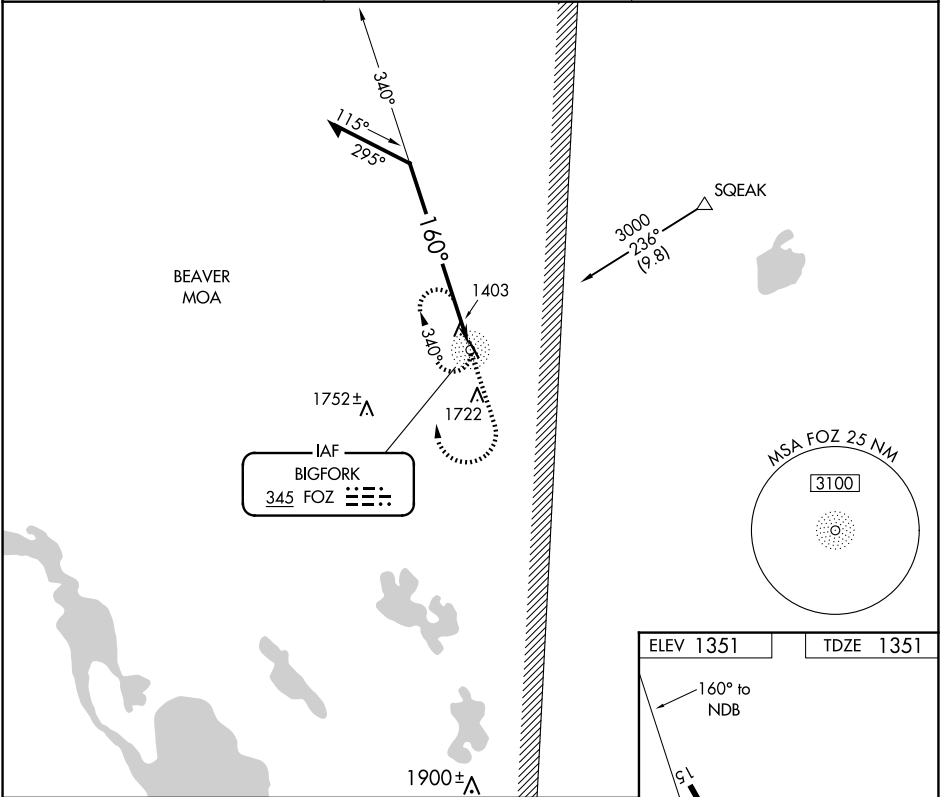 340°
115°
295°
160°
SQEAK
3000
236°
(9.8)
BEAVER
MOA
1403
340°
1752±
1722
IAF
BIGFORK
345 FOZ
MSA FOZ 25 NM
3100
ELEV 1351
TDZE 1351
160° to
NDB
15
1900±